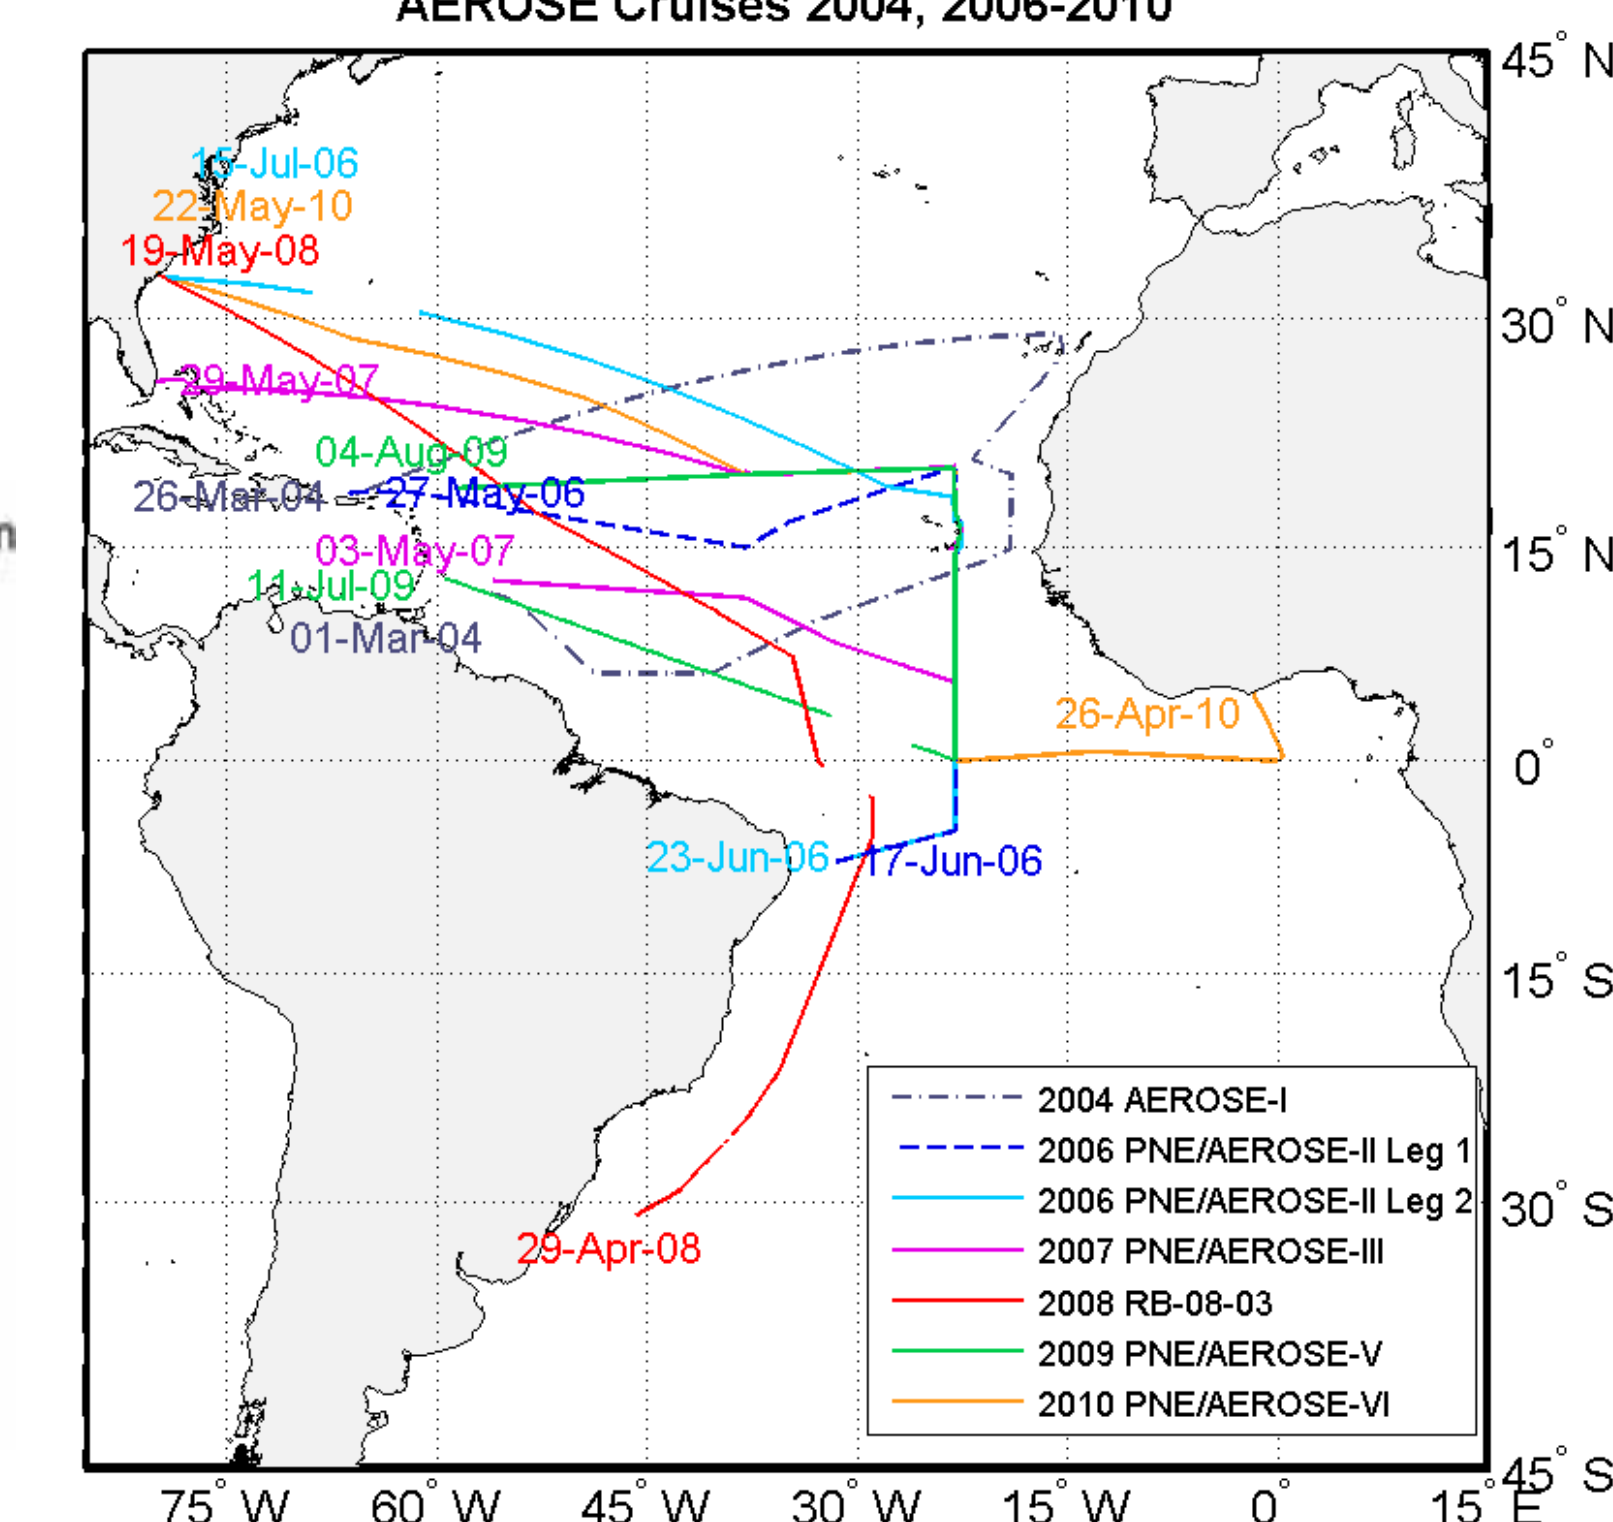 AEROSE Cruises 2004, 2006-2010
45° N
15-Jul-06
22-May-10
19-May-08
30° N
29-May-07
04-Aug-09
26-Mar-04
27-May-06
03-May-07
15° N
11-Jul-09
01-Mar-04
26-Apr-10
0°
23-Jun-06
17-Jun-06
15° S
2004 AEROSE-I
2006 PNE/AEROSE-II Leg 1
2006 PNE/AEROSE-II Leg 2
30° S
29-Apr-08
2007 PNE/AEROSE-III
2008 RB-08-03
2009 PNE/AEROSE-V
2010 PNE/AEROSE-VI
45° S
75° W 60° W 45° W 30° W 15° W 0° 15° E